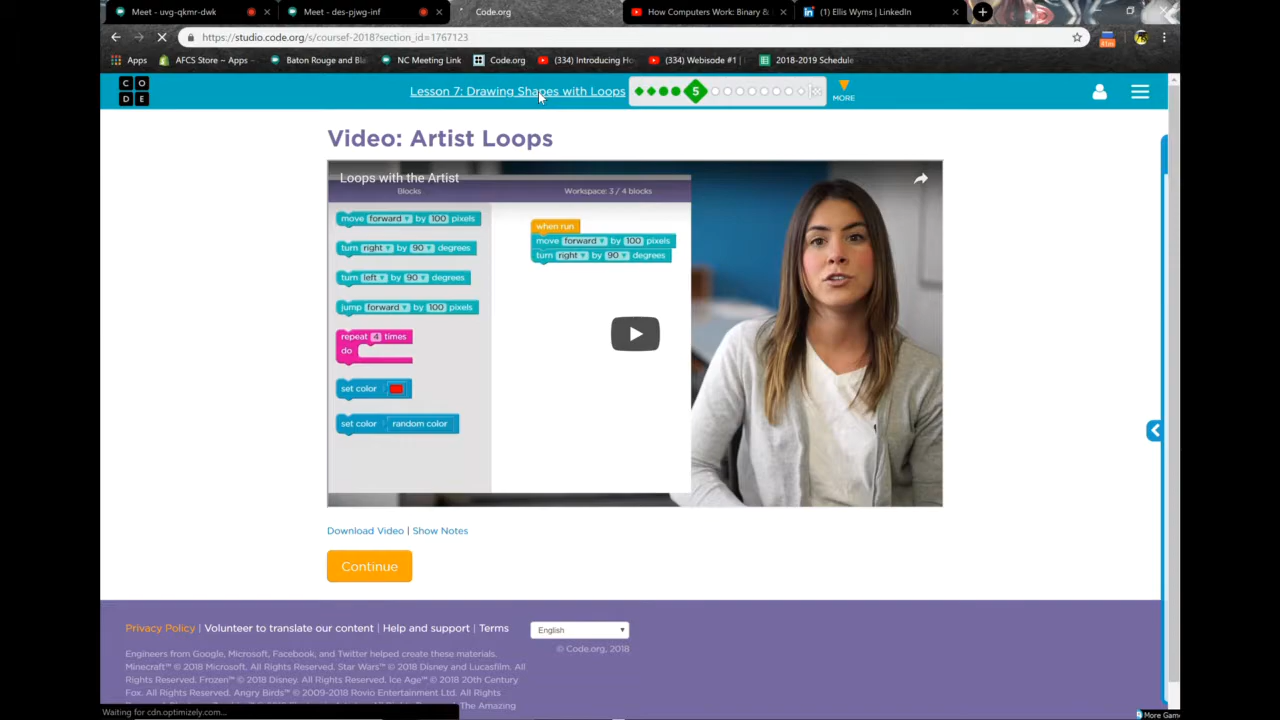 Meet - uvg-qkmr-dwk
Meet - des-pjwg-inf
Code.org
How Computers Work: Binary &
(1) Ellis Wyms | LinkedIn
https://studio.code.org/s/coursef-2018?section_id=1767123
Apps
AFCS Store – Apps -
Baton Rouge and Bla
NC Meeting Link
Code.org
(334) Introducing Ho
(334) Webisode #1 |
2018-2019 Schedule
C O
D E
Lesson 7: Drawing Shapes with Loops
5
MORE
Video: Artist Loops
Loops with the Artist
Blocks
Workspace: 3 / 4 blocks
move forward by 100 pixels
turn right by 90 degrees
turn left by 90 degrees
jump forward by 100 pixels
repeat 4 times
do
set color
set color random color
when run
move forward by 100 pixels
turn right by 90 degrees
Download Video | Show Notes
Continue
Privacy Policy | Volunteer to translate our content | Help and support | Terms
English
© Code.org, 2018
Engineers from Google, Microsoft, Facebook, and Twitter helped create these materials.
Minecraft™ © 2018 Microsoft. All Rights Reserved. Star Wars™ © 2018 Disney and Lucasfilm. All
Rights Reserved. Frozen™ © 2018 Disney. All Rights Reserved. Ice Age™ © 2018 20th Century
Fox. All Rights Reserved. Angry Birds™ © 2009-2018 Rovio Entertainment Ltd. All Rights
The Amazing
Waiting for cdn.optimizely.com...
More Game